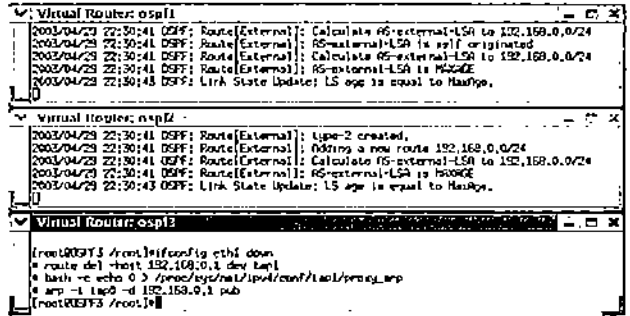 Virtual Router: ospf1
2003/04/29 22:30:41 OSPF: Route[External]: Calculate AS-external-LSA to 192.168.0.0/24
2003/04/29 22:30:41 OSPF: Route[External]: AS-external-LSA is self originated
2003/04/29 22:30:41 OSPF: Route[External]: Calculate AS-external-LSA to 192.168.0.0/24
2003/04/29 22:30:41 OSPF: Route[External]: AS-external-LSA is MAXAGE
2003/04/29 22:30:43 OSPF: Link State Update: LS age is equal to MaxAge.
Virtual Router: ospf2
2003/04/29 22:30:41 OSPF: Route[External]: type-2 created.
2003/04/29 22:30:41 OSPF: Route[External]: Adding a new route 192.168.0.0/24
2003/04/29 22:30:41 OSPF: Route[External]: Calculate AS-external-LSA to 192.168.0.0/24
2003/04/29 22:30:41 OSPF: Route[External]: AS-external-LSA is MAXAGE
2003/04/29 22:30:43 OSPF: Link State Update: LS age is equal to MaxAge.
Virtual Router: ospf3
[root@OSPF3 /root]#ifconfig eth1 down
# route del -host 192.168.0.1 dev tap1
# bash -c echo 0 > /proc/sys/net/ipv4/conf/tap1/proxy_arp
# arp -i tap0 -d 192.168.0.1 pub
[root@OSPF3 /root]#